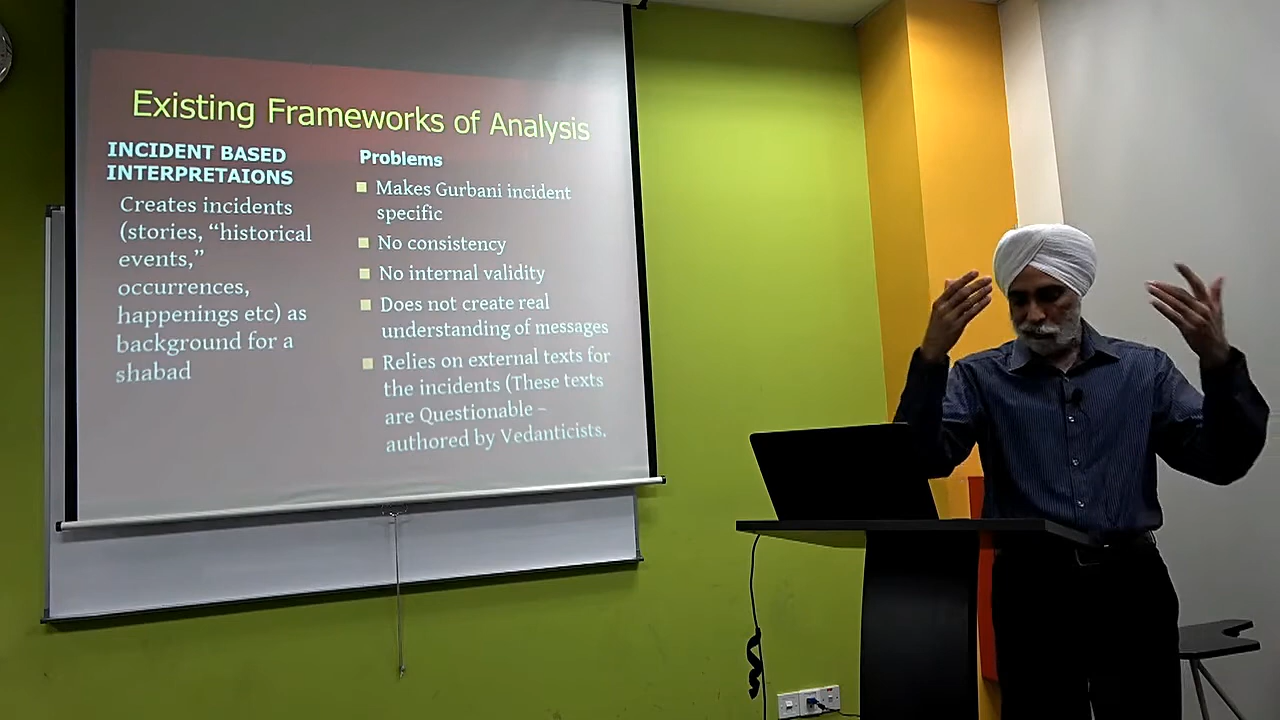 Existing Frameworks of Analysis
INCIDENT BASED
INTERPRETAIONS
Creates incidents
(stories, “historical
events,”
occurrences,
happenings etc) as
background for a
shabad
Problems
Makes Gurbani incident
specific
No consistency
No internal validity
Does not create real
understanding of messages
Relies on external texts for
the incidents (These texts
are Questionable –
authored by Vedanticists.